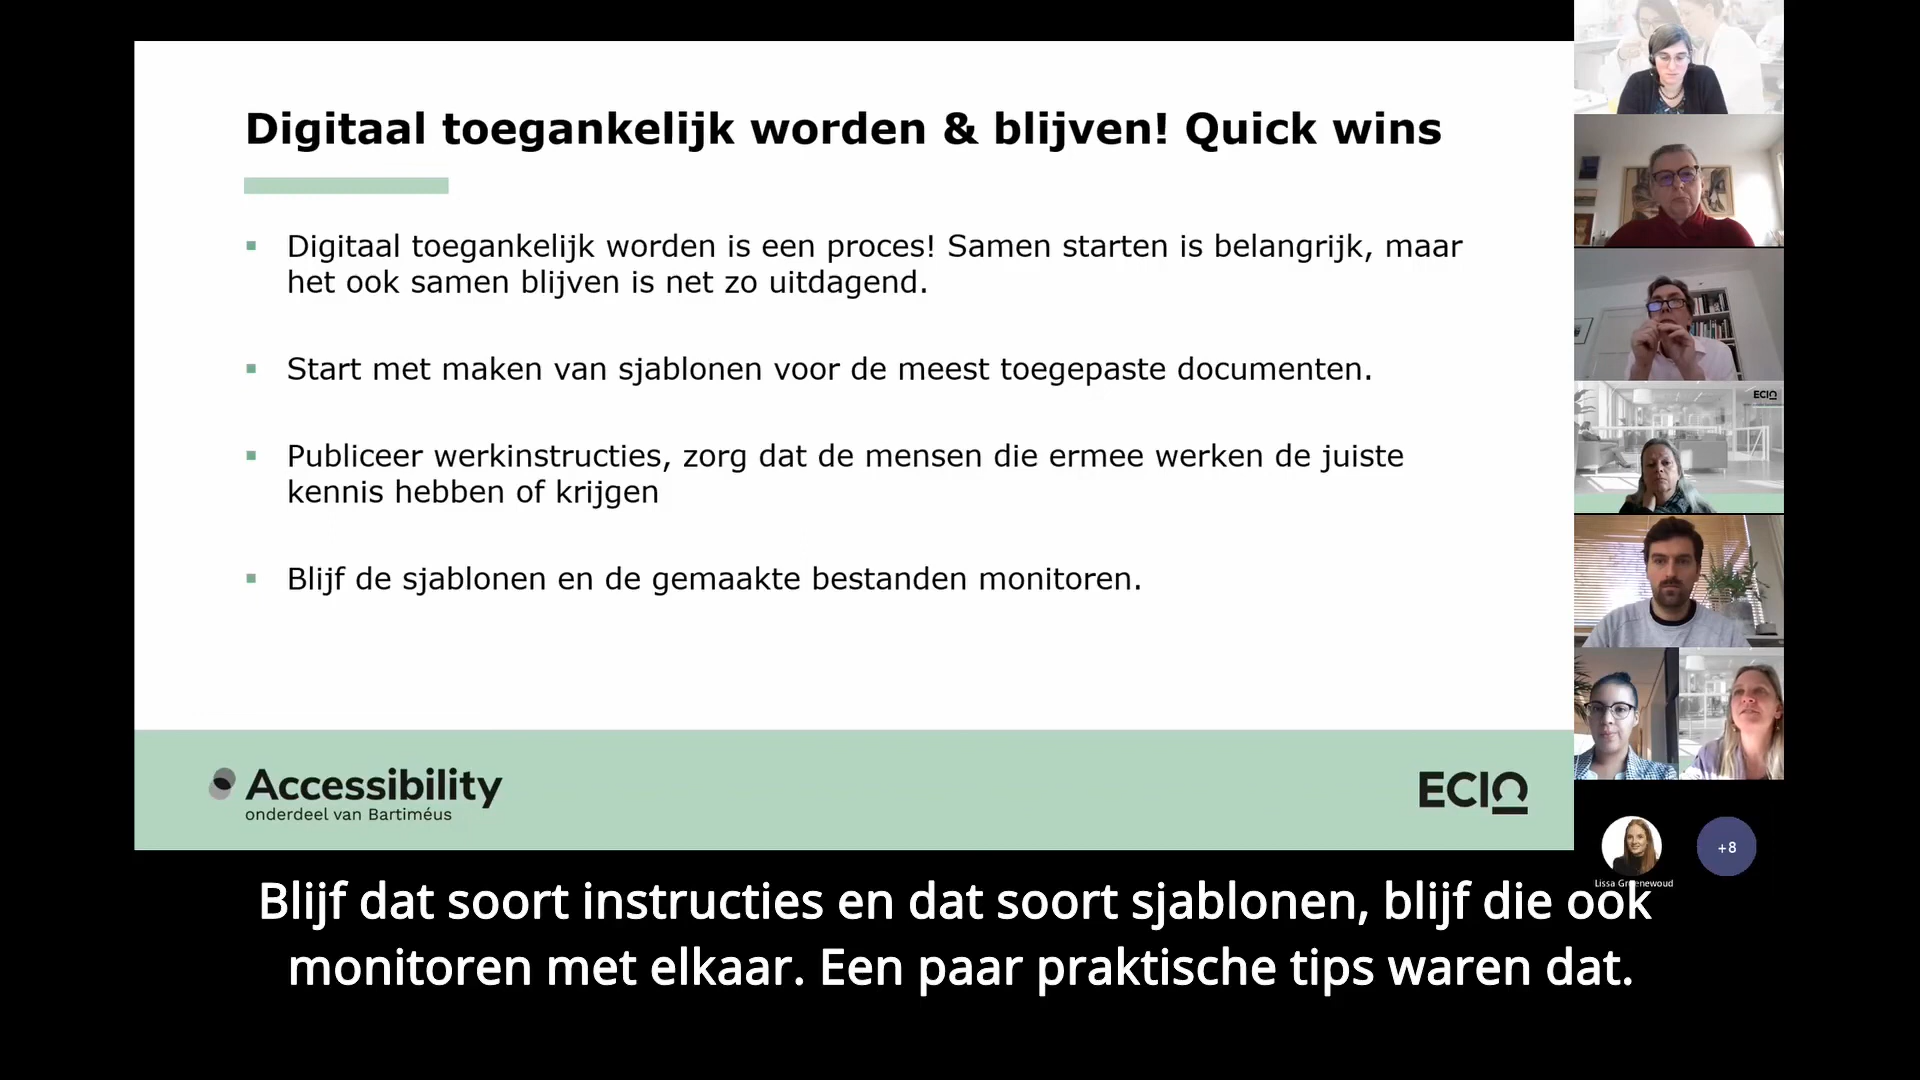 Digitaal toegankelijk worden & blijven! Quick wins
▪ Digitaal toegankelijk worden is een proces! Samen starten is belangrijk, maar
het ook samen blijven is net zo uitdagend.
▪ Start met maken van sjablonen voor de meest toegepaste documenten.
▪ Publiceer werkinstructies, zorg dat de mensen die ermee werken de juiste
kennis hebben of krijgen
▪ Blijf de sjablonen en de gemaakte bestanden monitoren.
Accessibility
onderdeel van Bartiméus
ECIO
ECIO
+8
Lissa Groenewoud
Blijf dat soort instructies en dat soort sjablonen, blijf die ook
monitoren met elkaar. Een paar praktische tips waren dat.